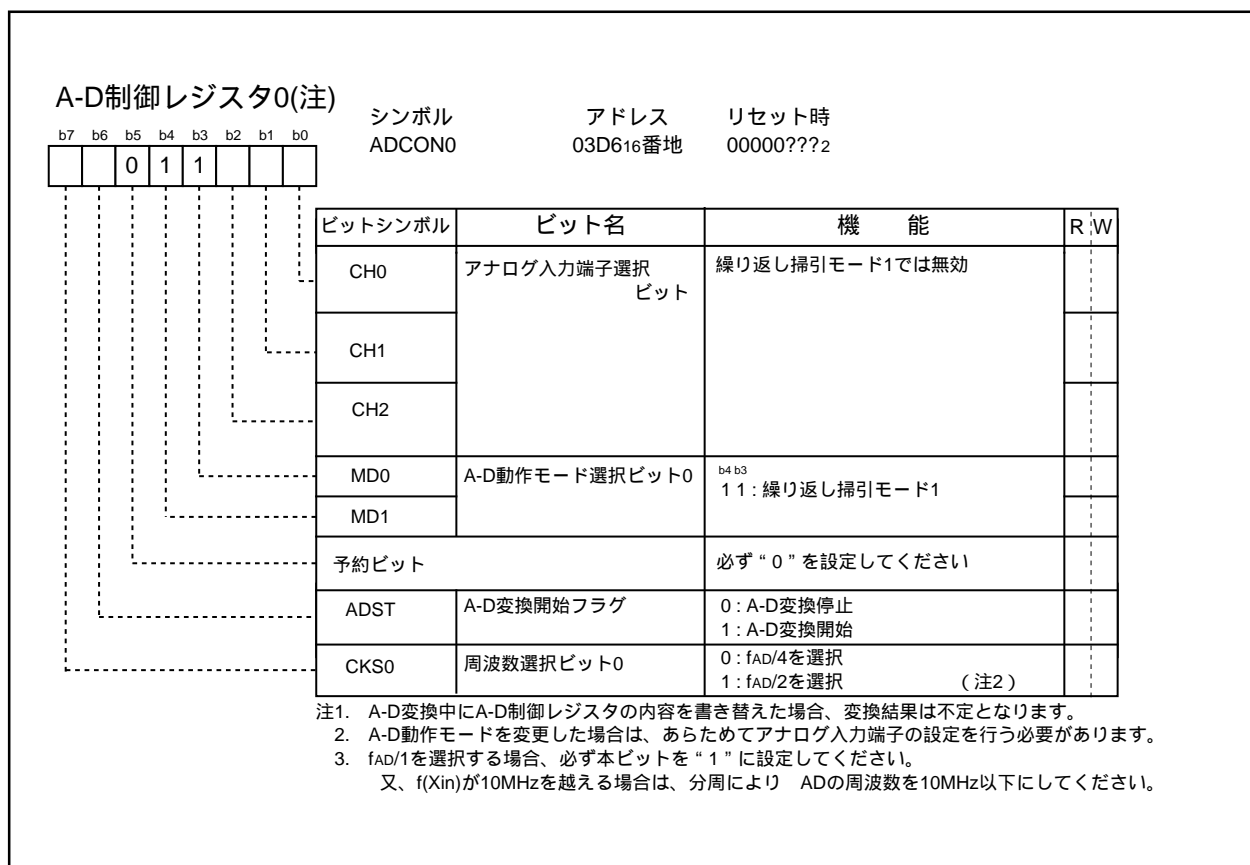 A-D制御レジスタ0(注)
シンボル アドレス リセット時
ADCON0 03D616番地 00000???2
b7 b6 b5 b4 b3 b2 b1 b0
0 1 1
ビットシンボル ビット名 機 能 R W
CH0 アナログ入力端子選択 繰り返し掃引モード1では無効
ビット
CH1
CH2
MD0 A-D動作モード選択ビット0 b4 b3
1 1 : 繰り返し掃引モード1
MD1
予約ビット 必ず“0”を設定してください
ADST A-D変換開始フラグ 0 : A-D変換停止
1 : A-D変換開始
CKS0 周波数選択ビット0 0 : fAD/4を選択
1 : fAD/2を選択 (注2)
注1. A-D変換中にA-D制御レジスタの内容を書き替えた場合、変換結果は不定となります。
2. A-D動作モードを変更した場合は、あらためてアナログ入力端子の設定を行う必要があります。
3. fAD/1を選択する場合、必ず本ビットを“1”に設定してください。
又、f(Xin)が10MHzを越える場合は、分周により ADの周波数を10MHz以下にしてください。